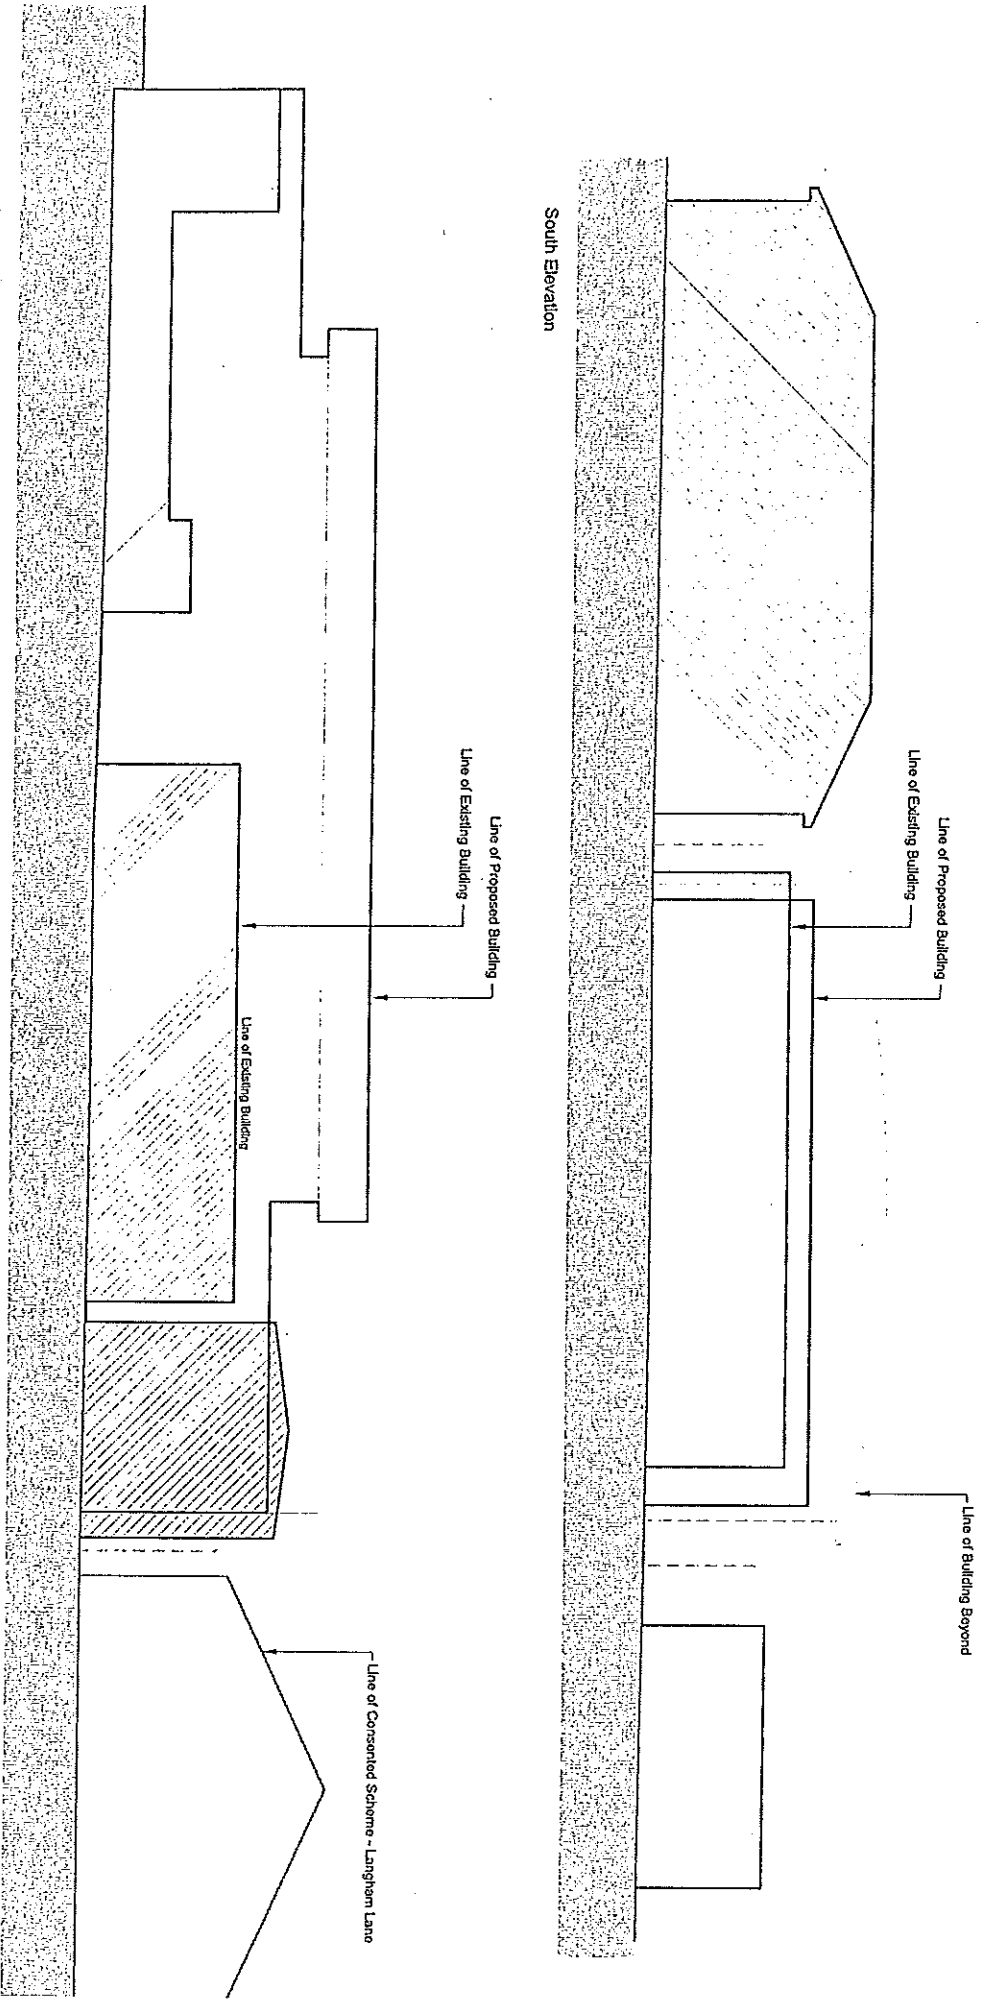 Line of Building Beyond
Line of Proposed Building
Line of Existing Building
South Elevation
Line of Proposed Building
Line of Existing Building
Line of Existing Building
Line of Consented Scheme - Langham Lane